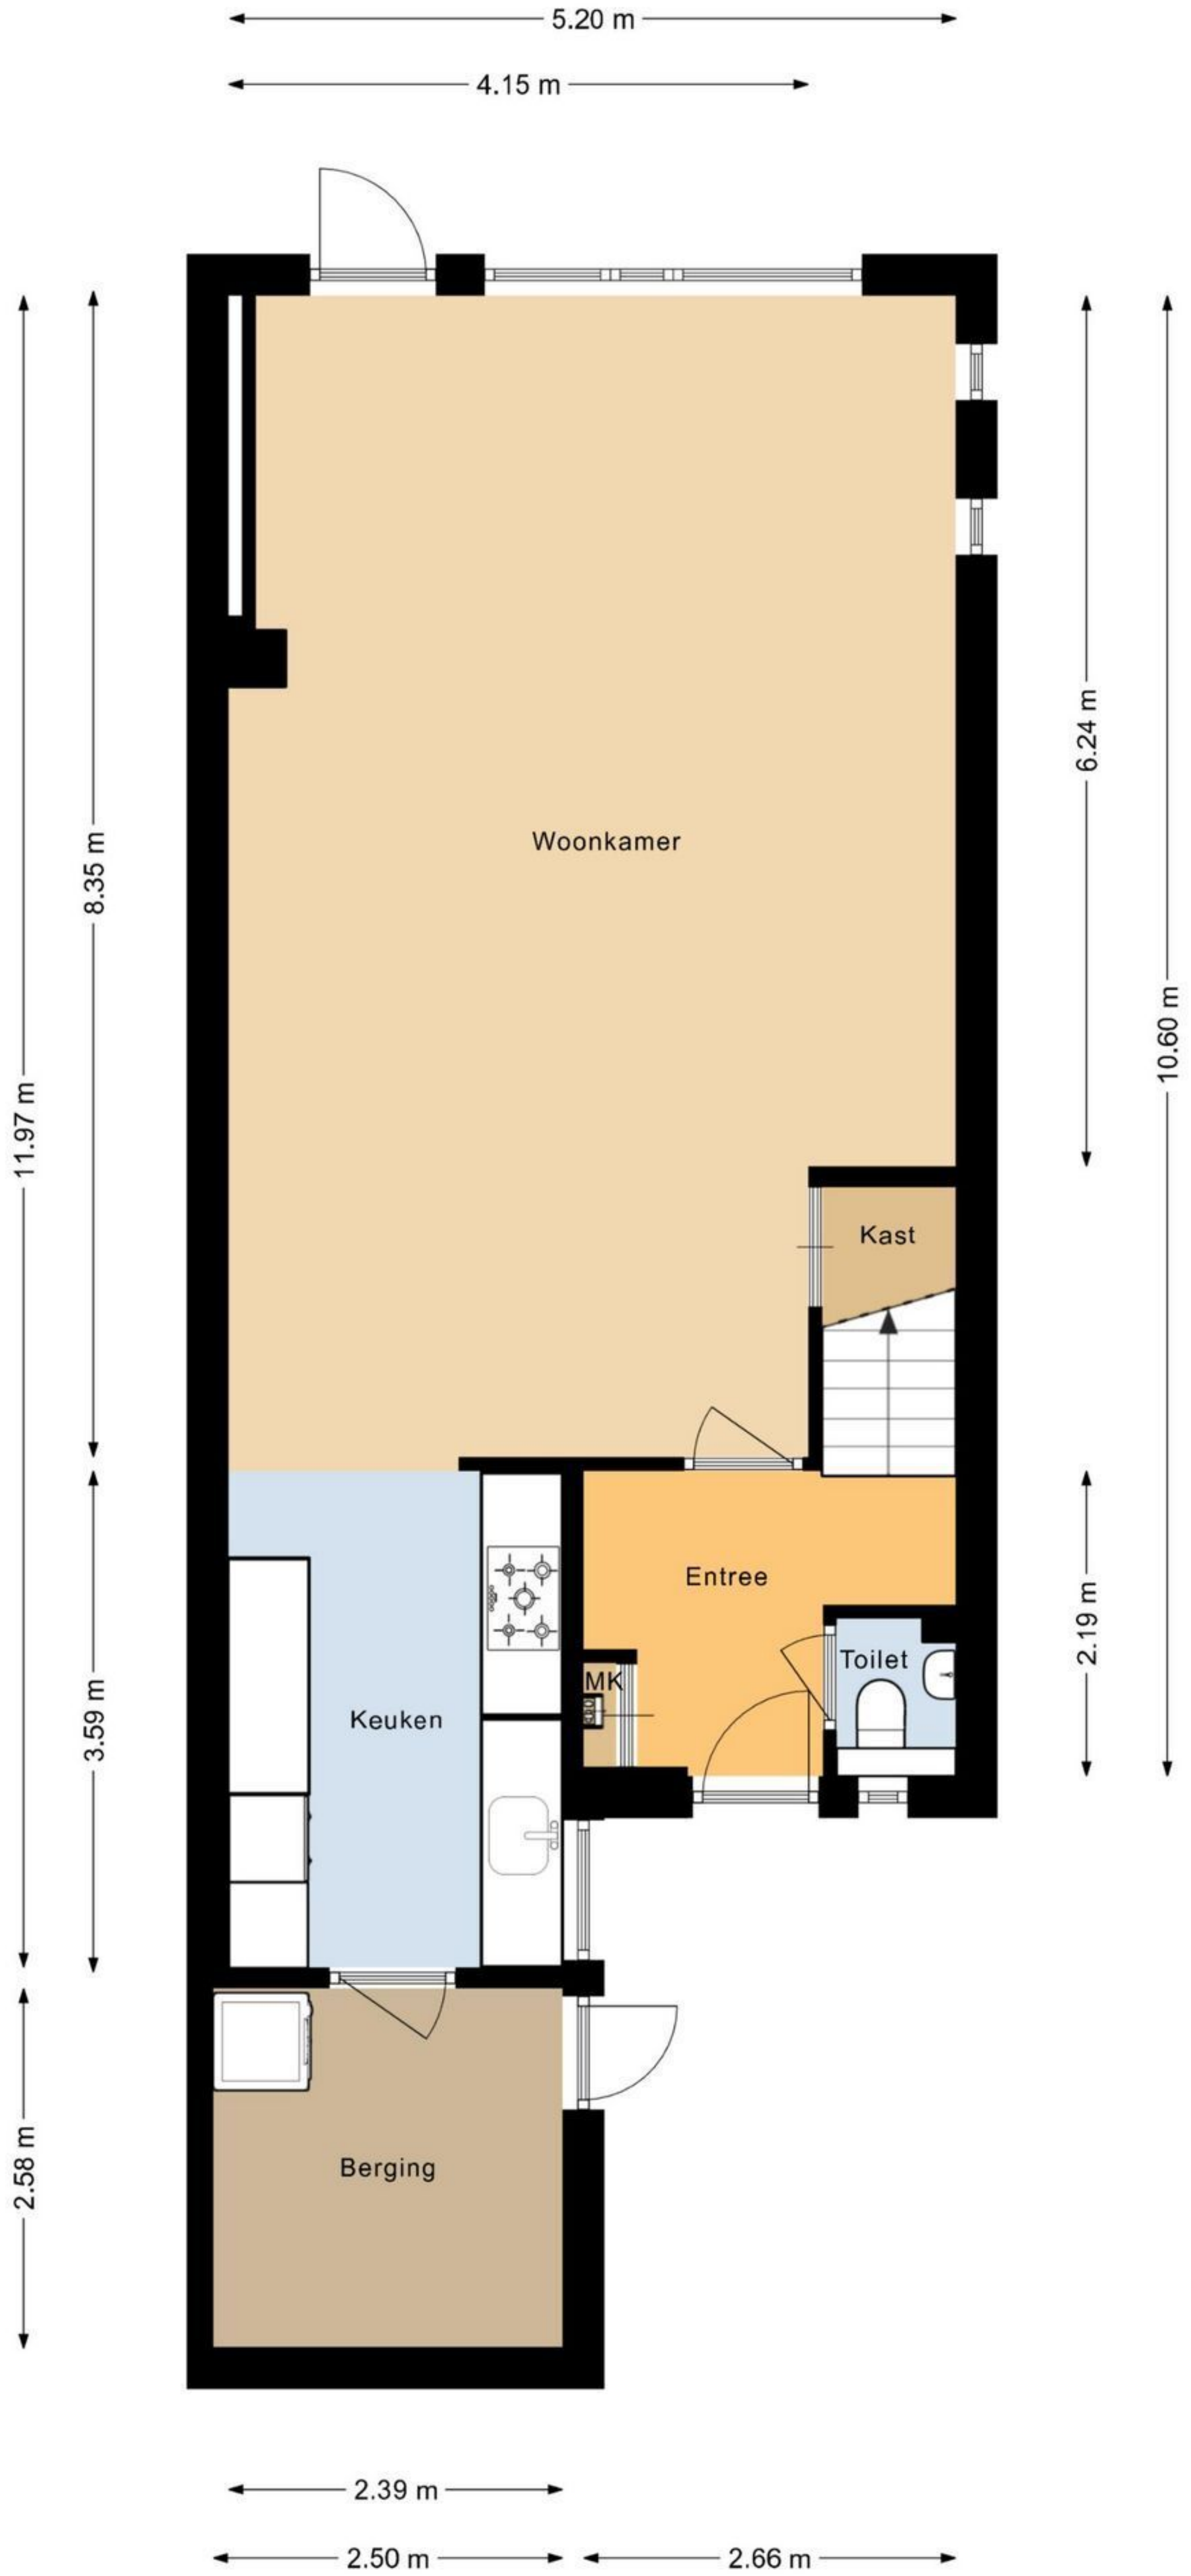 5.20 m
4.15 m
6.24 m
Woonkamer
8.35 m
10.60 m
11.97 m
Kast
Entree
2.19 m
Toilet
MK
3.59 m
Keuken
Berging
2.58 m
2.39 m
2.50 m
2.66 m